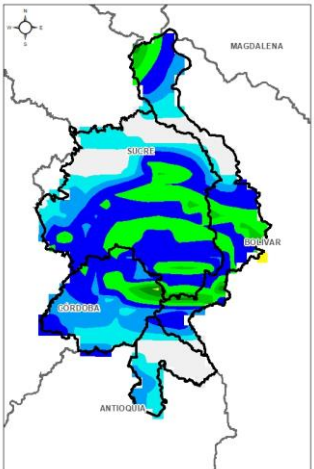 N
W E
S
MAGDALENA
SUCRE
BOLIVAR
CÓRDOBA
ANTIOQUIA